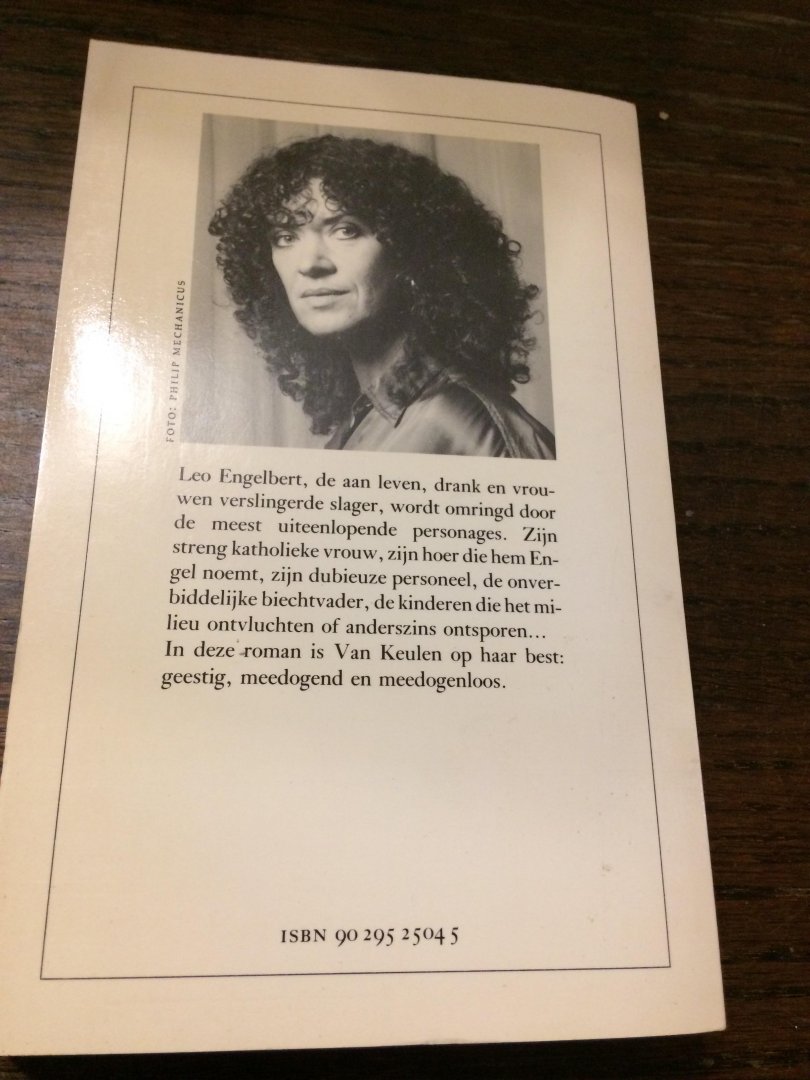 FOTO: PHILIP MECHANICUS
Leo Engelbert, de aan leven, drank en vrou-
wen verslingerde slager, wordt omringd door
de meest uiteenlopende personages. Zijn
streng katholieke vrouw, zijn hoer die hem En-
gel noemt, zijn dubieuze personeel, de onver-
biddelijke biechtvader, de kinderen die het mi-
lieu ontvluchten of anderszins ontsporen...
In deze roman is Van Keulen op haar best:
geestig, meedogend en meedogenloos.
ISBN 90 295 2504 5